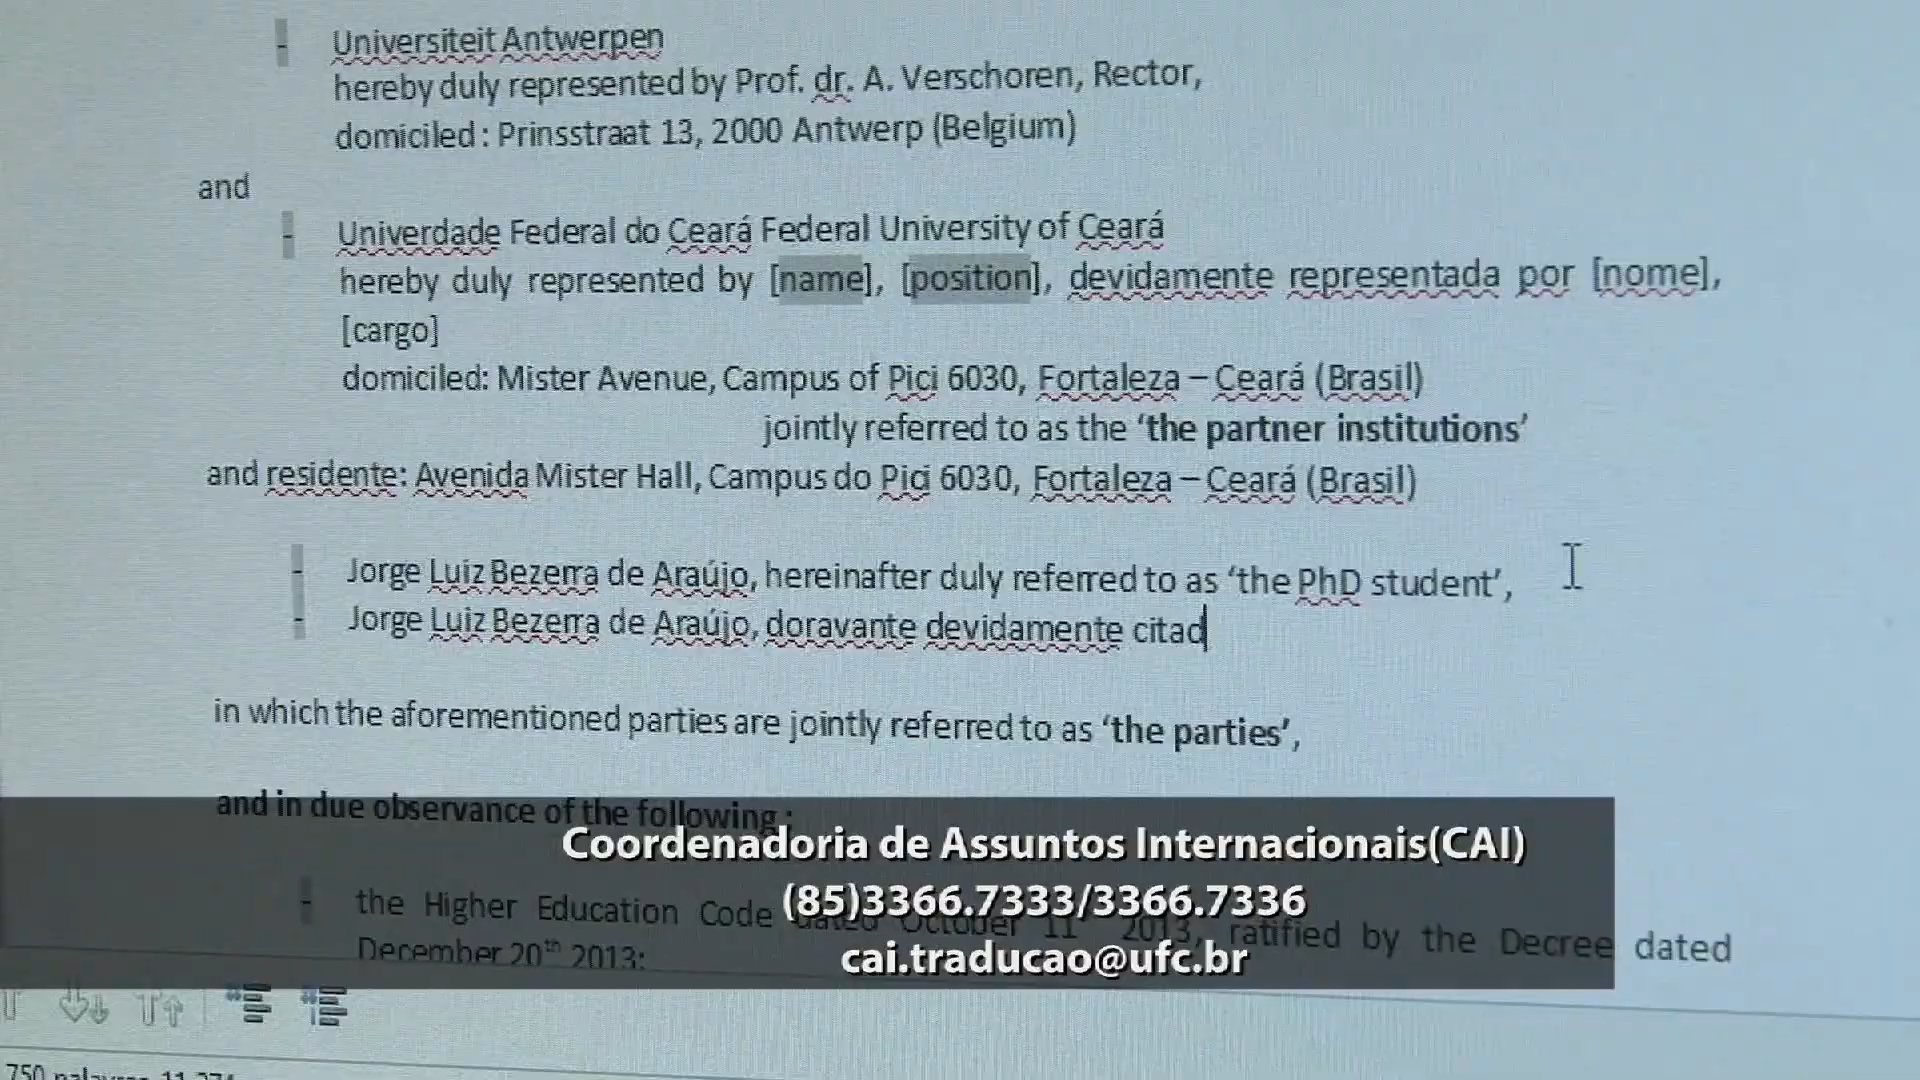 - Universiteit Antwerpen
hereby duly represented by Prof. dr. A. Verschoren, Rector,
domiciled : Prinsstraat 13, 2000 Antwerp (Belgium)
and
- Univerdade Federal do Ceará Federal University of Ceará
hereby duly represented by [name], [position], devidamente representada por [nome],
[cargo]
domiciled: Mister Avenue, Campus of Pici 6030, Fortaleza – Ceará (Brasil)
jointly referred to as the ‘the partner institutions’
and residente: Avenida Mister Hall, Campus do Pici 6030, Fortaleza – Ceará (Brasil)
- Jorge Luiz Bezerra de Araújo, hereinafter duly referred to as ‘the PhD student’,
- Jorge Luiz Bezerra de Araújo, doravante devidamente citad
in which the aforementioned parties are jointly referred to as ‘the parties’,
and in due observance of the following :
Coordenadoria de Assuntos Internacionais(CAI)
(85)3366.7333/3366.7336
cai.traducao@ufc.br
- the Higher Education Code dated October 11th 2013, ratified by the Decree dated
December 20th 2013;
750